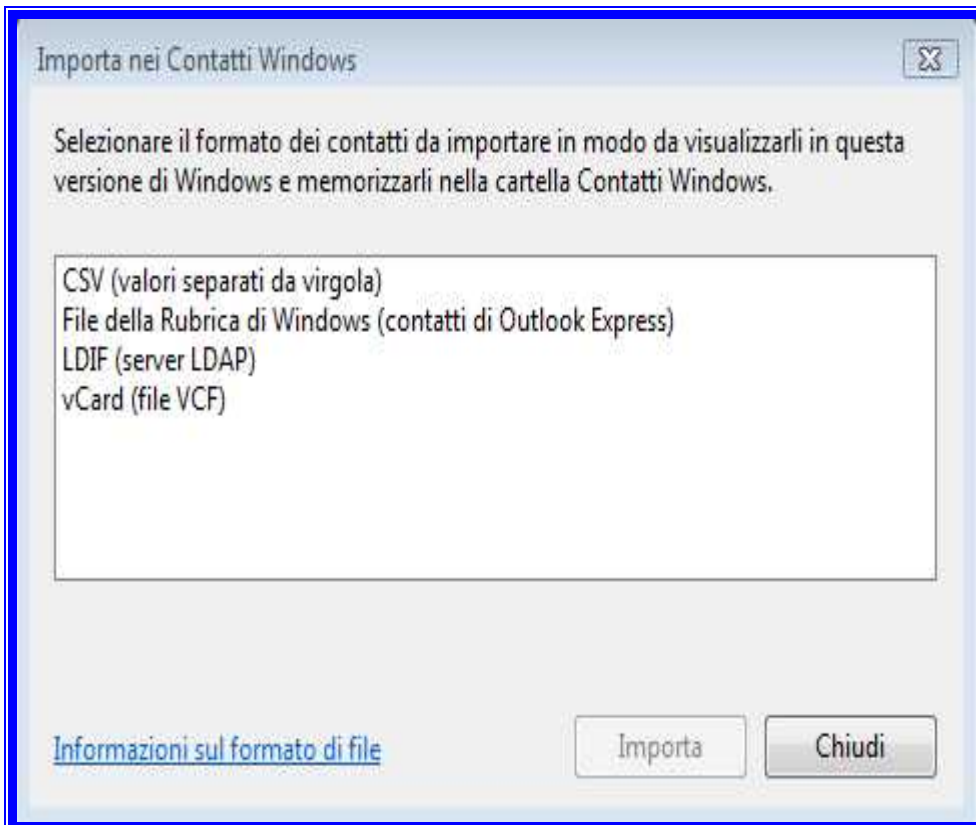 Importa nei Contatti Windows
Selezionare il formato dei contatti da importare in modo da visualizzarli in questa
versione di Windows e memorizzarli nella cartella Contatti Windows.
CSV (valori separati da virgola)
File della Rubrica di Windows (contatti di Outlook Express)
LDIF (server LDAP)
vCard (file VCF)
Informazioni sul formato di file
Importa
Chiudi